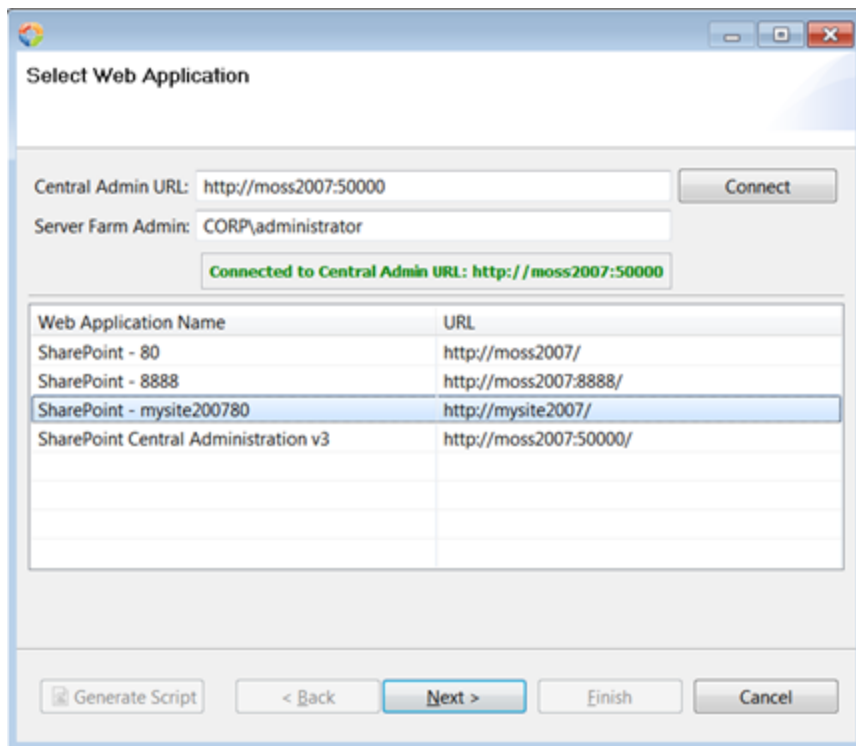 Select Web Application
Central Admin URL: http://moss2007:50000 Connect
Server Farm Admin: CORP\administrator
Connected to Central Admin URL: http://moss2007:50000
Web Application Name URL
SharePoint - 80 http://moss2007/
SharePoint - 8888 http://moss2007:8888/
SharePoint - mysite200780 http://mysite2007/
SharePoint Central Administration v3 http://moss2007:50000/
Generate Script < Back Next > Finish Cancel